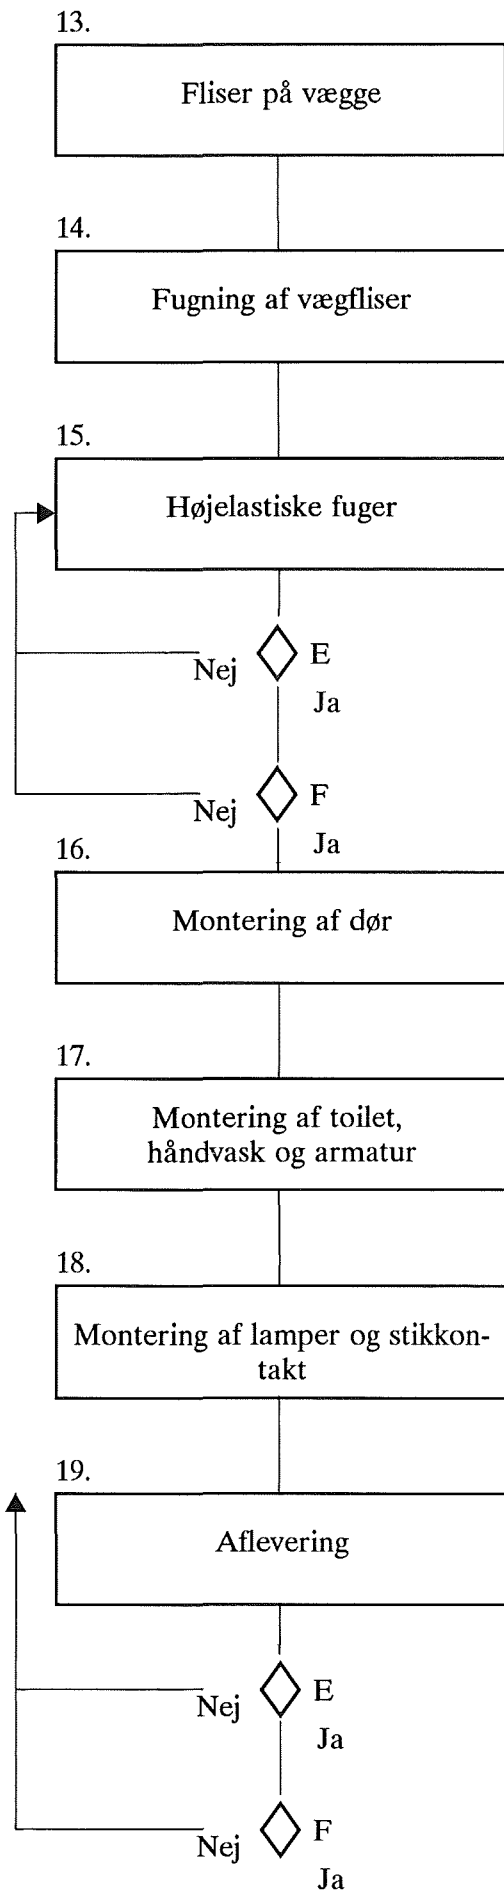 13.
Fliser på vægge
14.
Fugning af vægfliser
15.
Højelastiske fuger
Nej E
Ja
Nej F
Ja
16.
Montering af dør
17.
Montering af toilet,
håndvask og armatur
18.
Montering af lamper og stikkon-
takt
19.
Aflevering
Nej E
Ja
Nej F
Ja